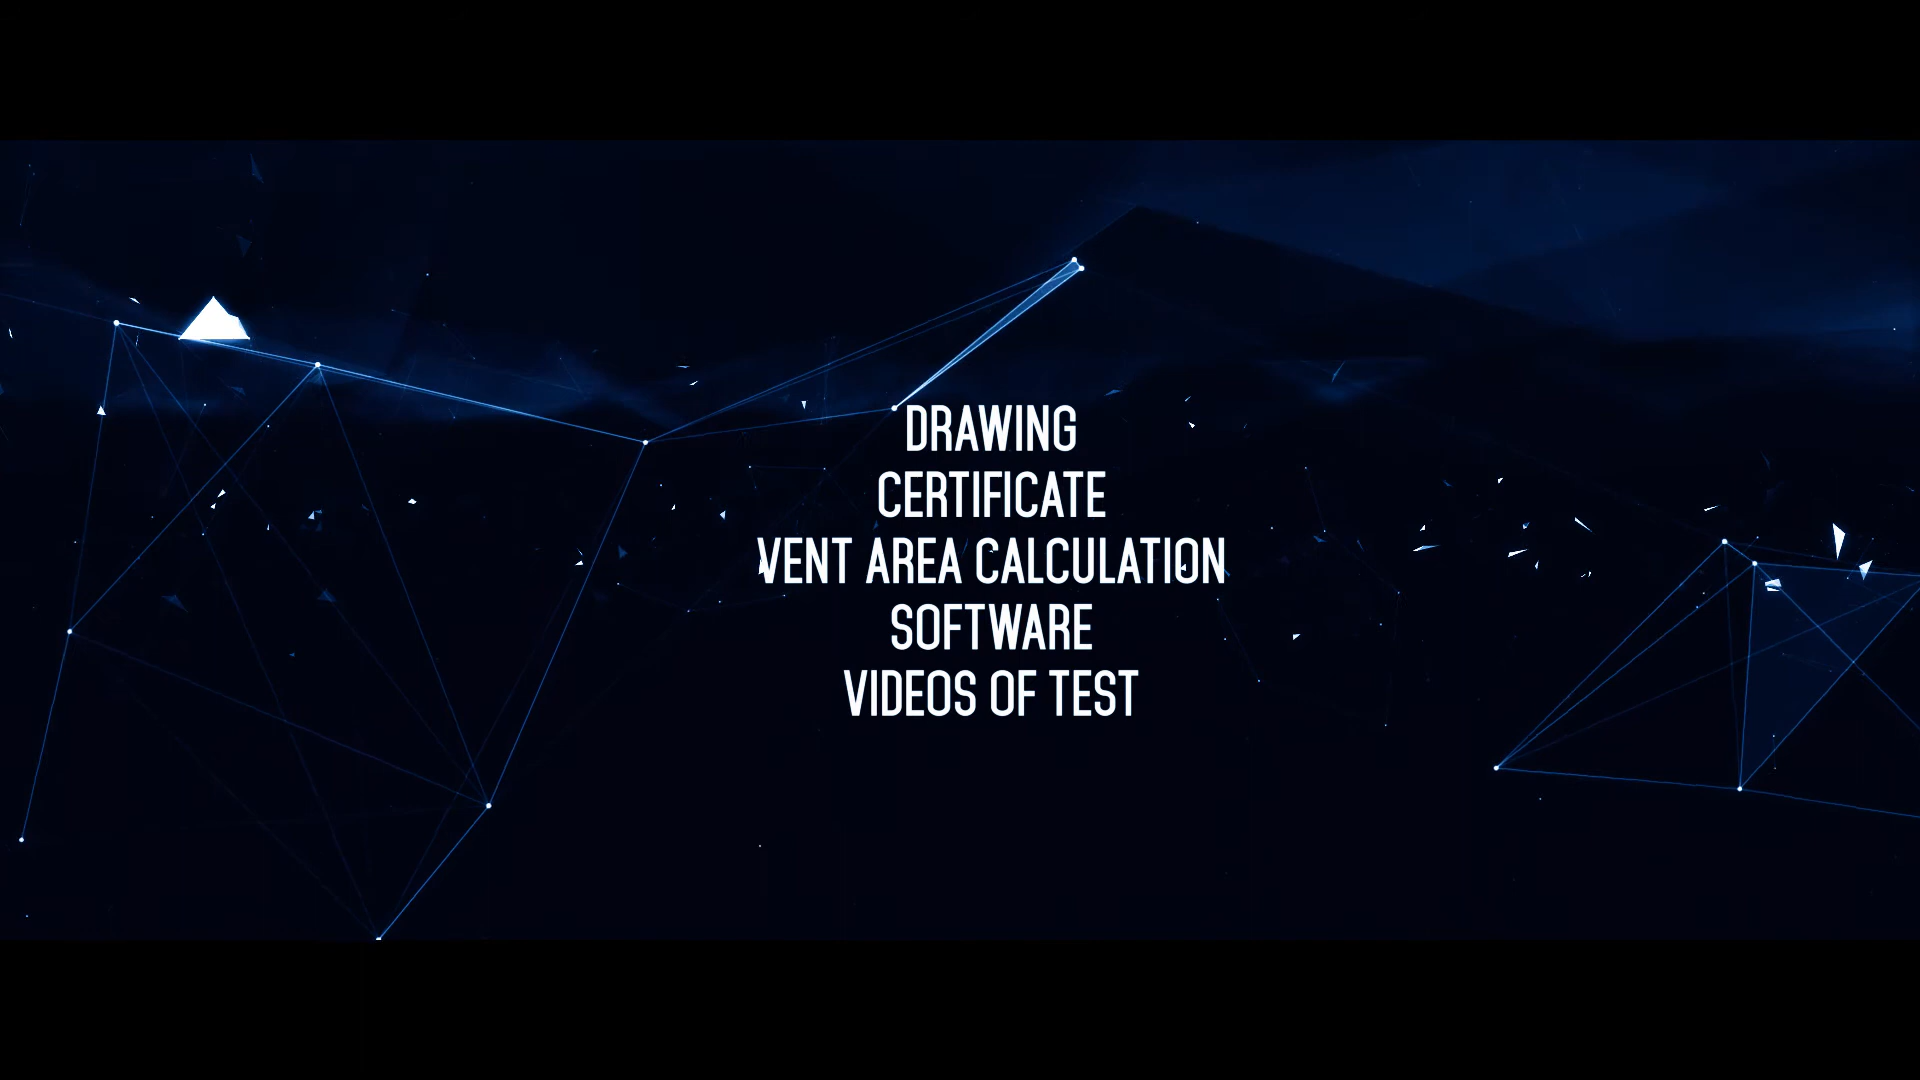 DRAWING
CERTIFICATE
VENT AREA CALCULATION
SOFTWARE
VIDEOS OF TEST